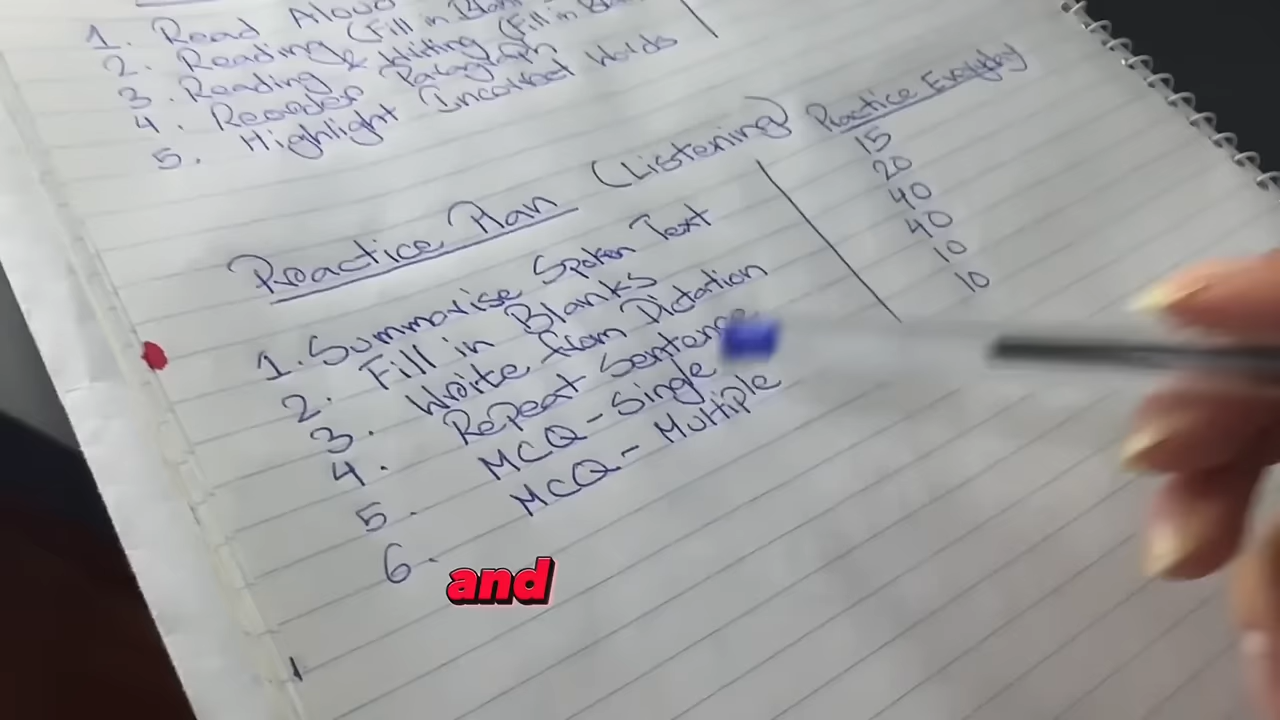 1. Read Aloud
2. Reading (Fill in Blan
3. Reading & Writing (Fill in B
4. Reorder Paragraph
5. Highlight Incorrect Words
Practice Plan (Listening)
Practice Everyday
1. Summarise Spoken Text
15
2. Fill in Blanks
20
3. Write from Dictation
40
4. Repeat Sentence
40
5. MCQ - Single
10
6. MCQ - Multiple
10
and